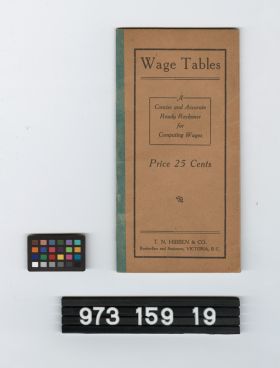 Wage Tables
A
Concise and Accurate
Ready Reckoner
for
Computing Wages
Price 25 Cents
T. N. HIBBEN & CO.
Booksellers and Stationers, VICTORIA, B. C.
973 159 19